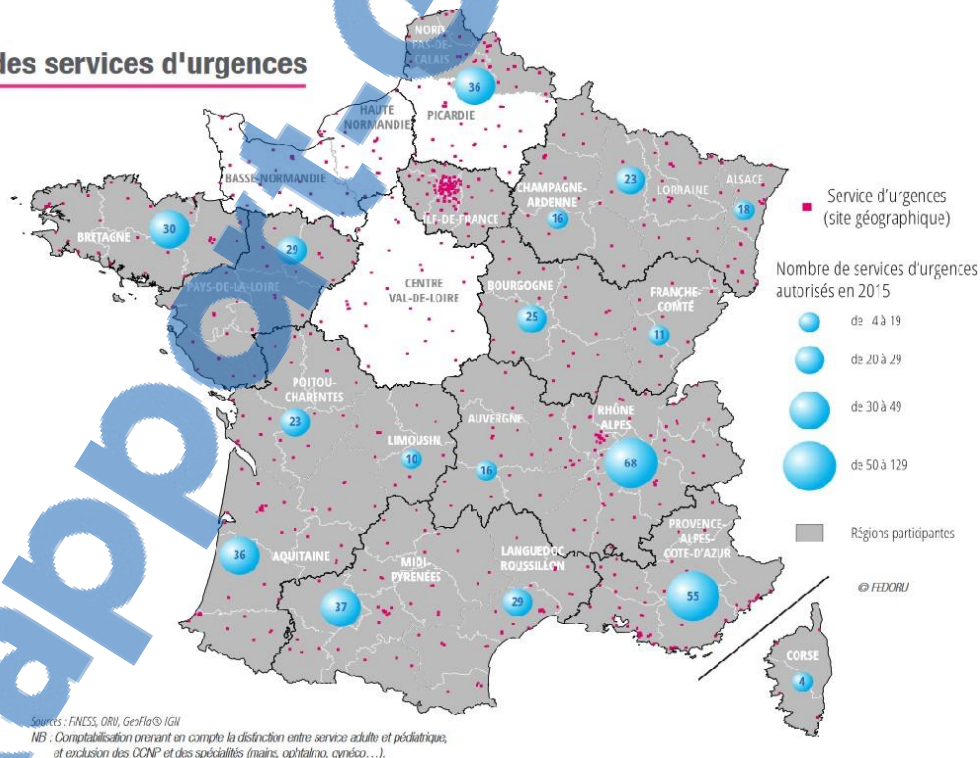 des services d'urgences
NORD
PAS-DE-
CALAIS
36
HAUTE
NORMANDIE
PICARDIE
BASSE-NORMANDIE
ÎLE-DE-FRANCE
CHAMPAGNE-
ARDENNE
16
23
LORRAINE
ALSACE
18
BRETAGNE
30
29
PAYS-DE-LA-LOIRE
CENTRE
VAL-DE-LOIRE
BOURGOGNE
25
FRANCHE-
COMTÉ
11
POITOU-
CHARENTES
23
LIMOUSIN
10
AUVERGNE
16
RHÔNE
ALPES
68
36
AQUITAINE
MIDI-
PYRÉNÉES
37
LANGUEDOC
ROUSSILLON
29
PROVENCE-
ALPES-
COTE-D'AZUR
55
CORSE
4
Service d'urgences
(site géographique)
Nombre de services d'urgences
autorisés en 2015
de 4 à 19
de 20 à 29
de 30 à 49
de 50 à 129
Régions participantes
© FEDORU
Sources : FINESS, ORU, GeoFla® IGN
NB : Comptabilisation prenant en compte la distinction entre service adulte et pédiatrique,
et exclusion des CCNP et des spécialités (mains, ophtalmo, gynéco…).